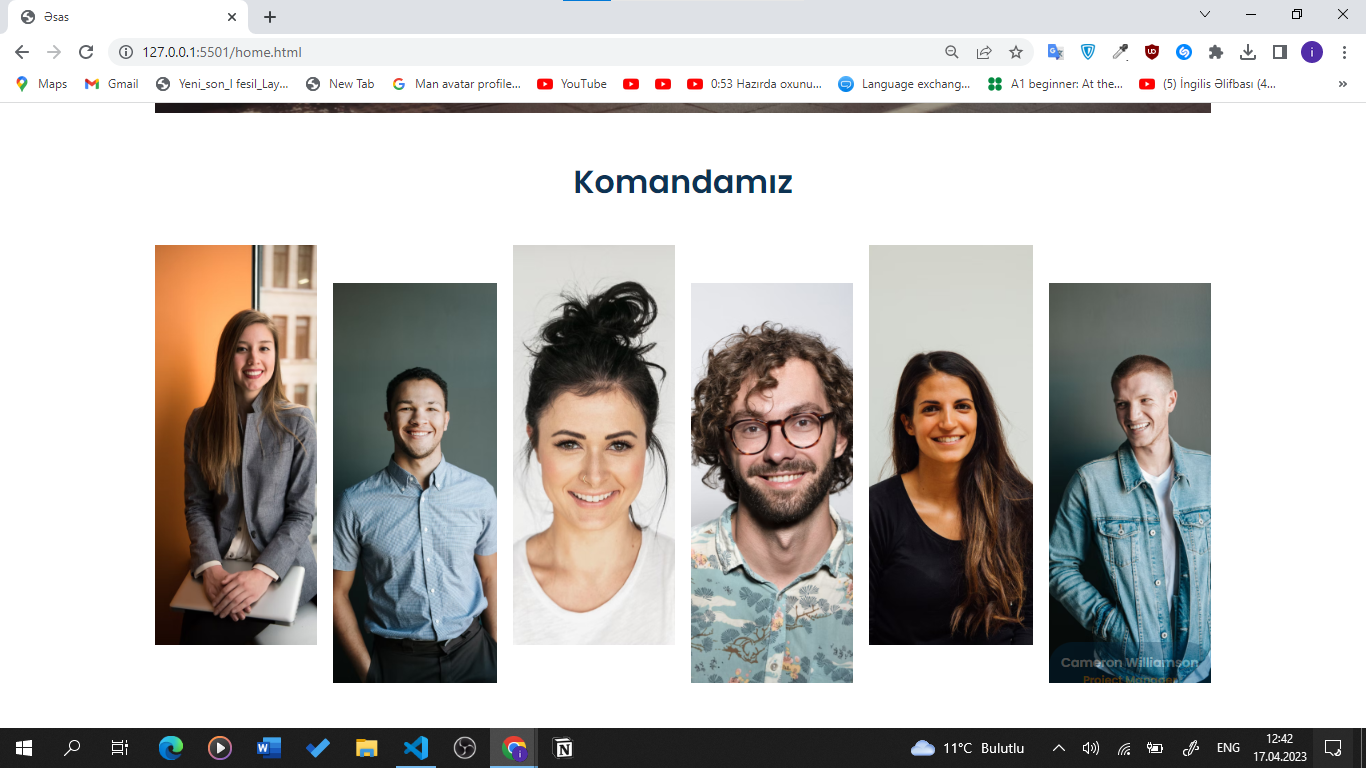 Əsas
127.0.0.1:5501/home.html
Maps
Gmail
Yeni_son_I fesil_Lay...
New Tab
Man avatar profile...
YouTube
0:53 Hazırda oxunu...
Language exchang...
A1 beginner: At the...
(5) İngilis Əlifbası (4...
»
Komandamız
Cameron Williamson
Project Manager
11°C Bulutlu
ENG
12:42
17.04.2023